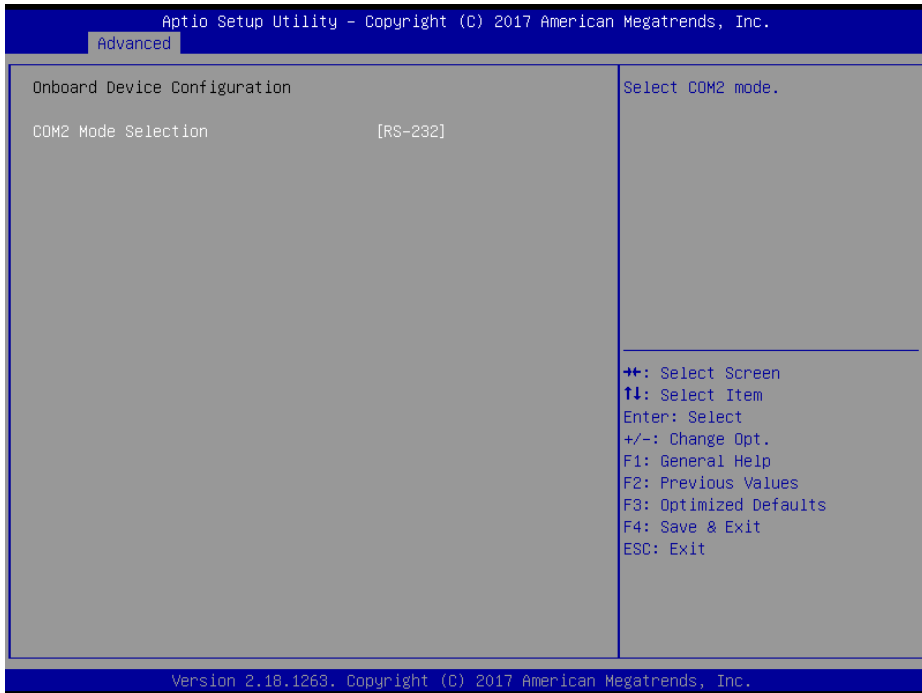 Aptio Setup Utility – Copyright (C) 2017 American Megatrends, Inc.
Advanced
Onboard Device Configuration
COM2 Mode Selection [RS-232]
Select COM2 mode.
→←: Select Screen
↑↓: Select Item
Enter: Select
+/-: Change Opt.
F1: General Help
F2: Previous Values
F3: Optimized Defaults
F4: Save & Exit
ESC: Exit
Version 2.18.1263. Copyright (C) 2017 American Megatrends, Inc.